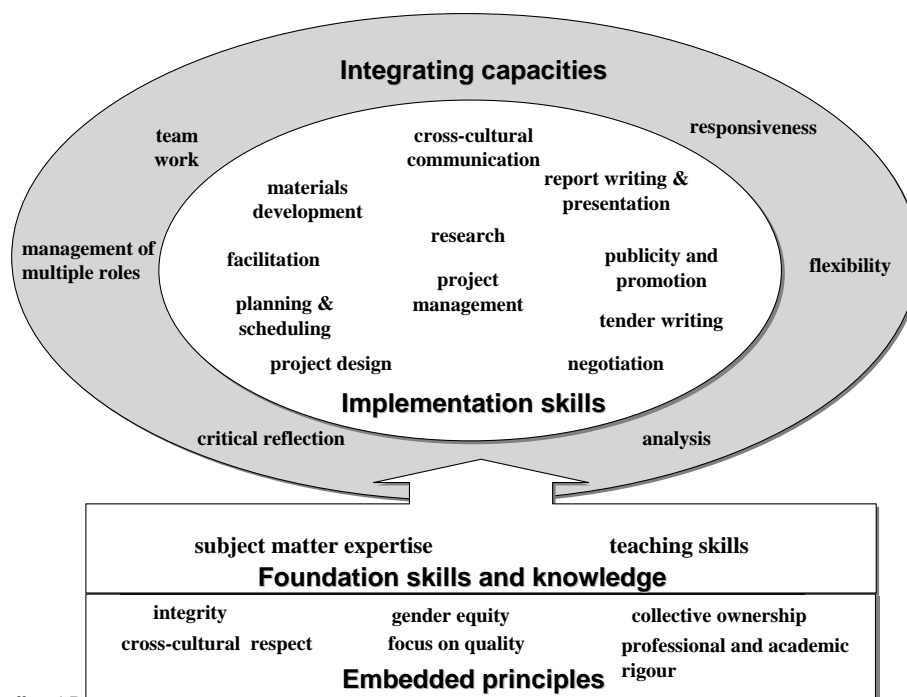 Integrating capacities
team
work
cross-cultural
communication
responsiveness
materials
development
report writing &
presentation
management of
multiple roles
facilitation
research
publicity and
promotion
flexibility
planning &
scheduling
project
management
tender writing
project design
negotiation
Implementation skills
critical reflection
analysis
subject matter expertise
teaching skills
Foundation skills and knowledge
integrity
gender equity
collective ownership
cross-cultural respect
focus on quality
professional and academic
rigour
Embedded principles